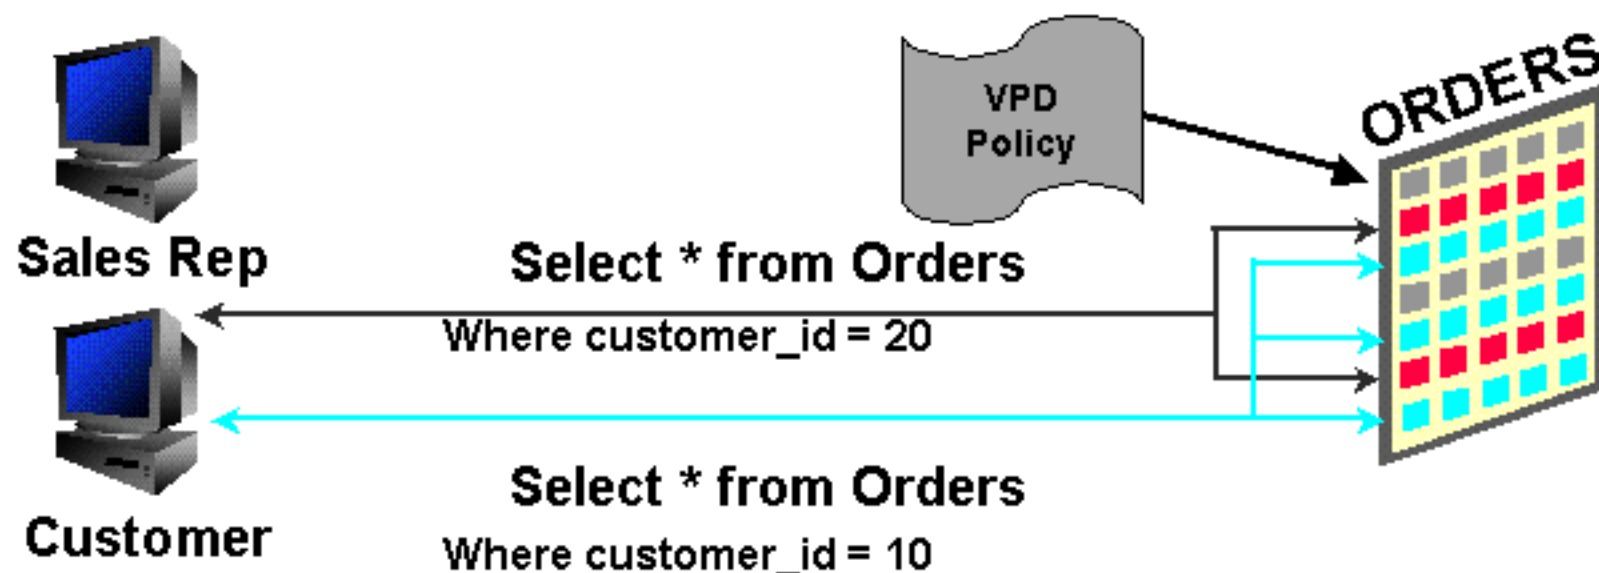 VPD
Policy
ORDERS
Sales Rep
Select * from Orders
Where customer_id = 20
Customer
Select * from Orders
Where customer_id = 10